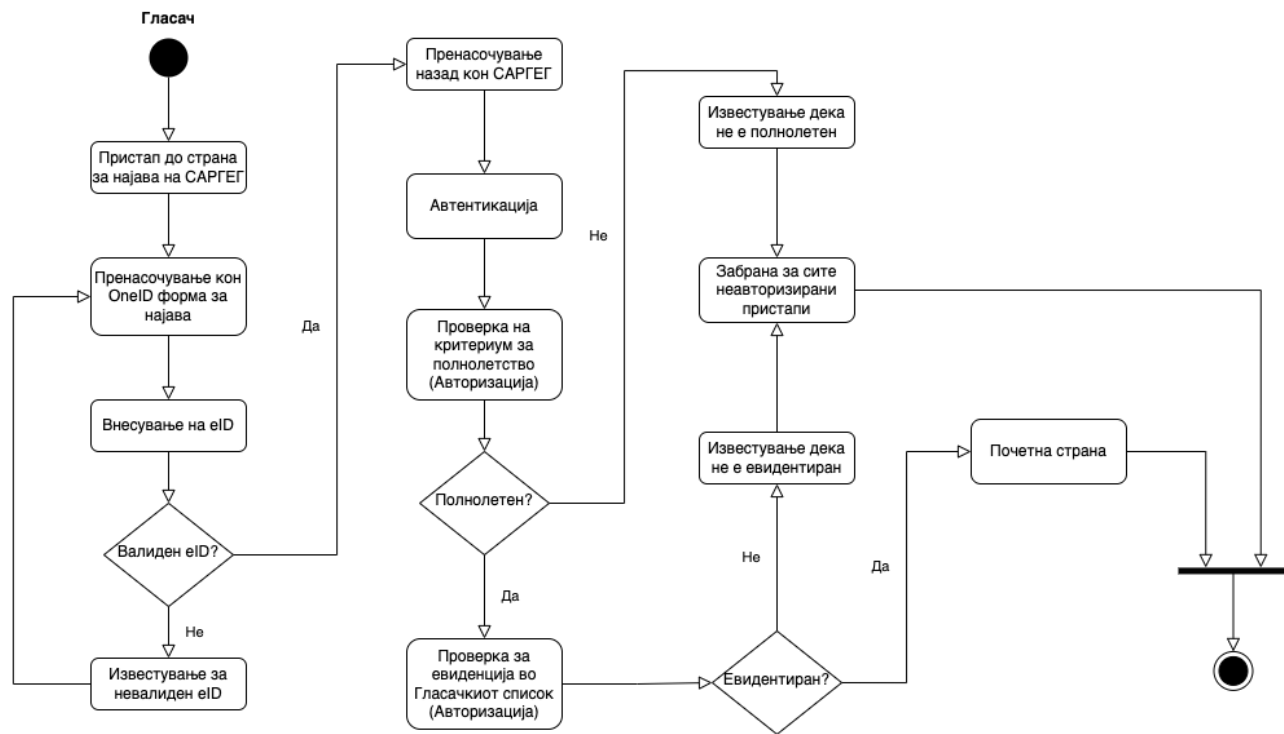 Гласач
Пристап до страна
за најава на САРГЕГ
Пренасочување кон
OneID форма за
најава
Внесување на eID
Валиден eID?
Не
Известување за
невалиден eID
Да
Пренасочување
назад кон САРГЕГ
Автентикација
Проверка на
критериум за
полнолетство
(Авторизација)
Полнолетен?
Не
Да
Проверка за
евиденција во
Гласачкиот список
(Авторизација)
Известување дека
не е полнолетен
Забрана за сите
неавторизирани
пристапи
Известување дека
не е евидентиран
Не
Евидентиран?
Да
Почетна страна